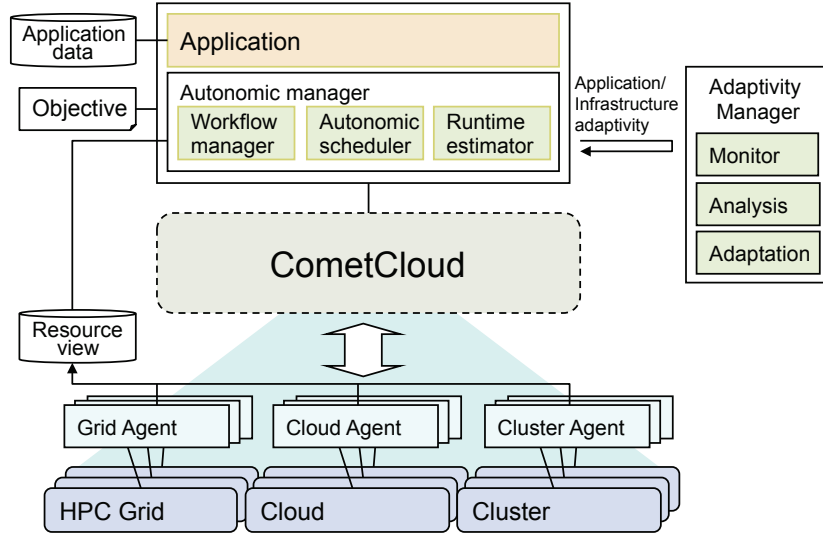 Application
data
Application
Objective
Autonomic manager
Workflow
manager
Autonomic
scheduler
Runtime
estimator
Application/
Infrastructure
adaptivity
Adaptivity
Manager
Monitor
Analysis
Adaptation
CometCloud
Resource
view
Grid Agent
Cloud Agent
Cluster Agent
HPC Grid
Cloud
Cluster